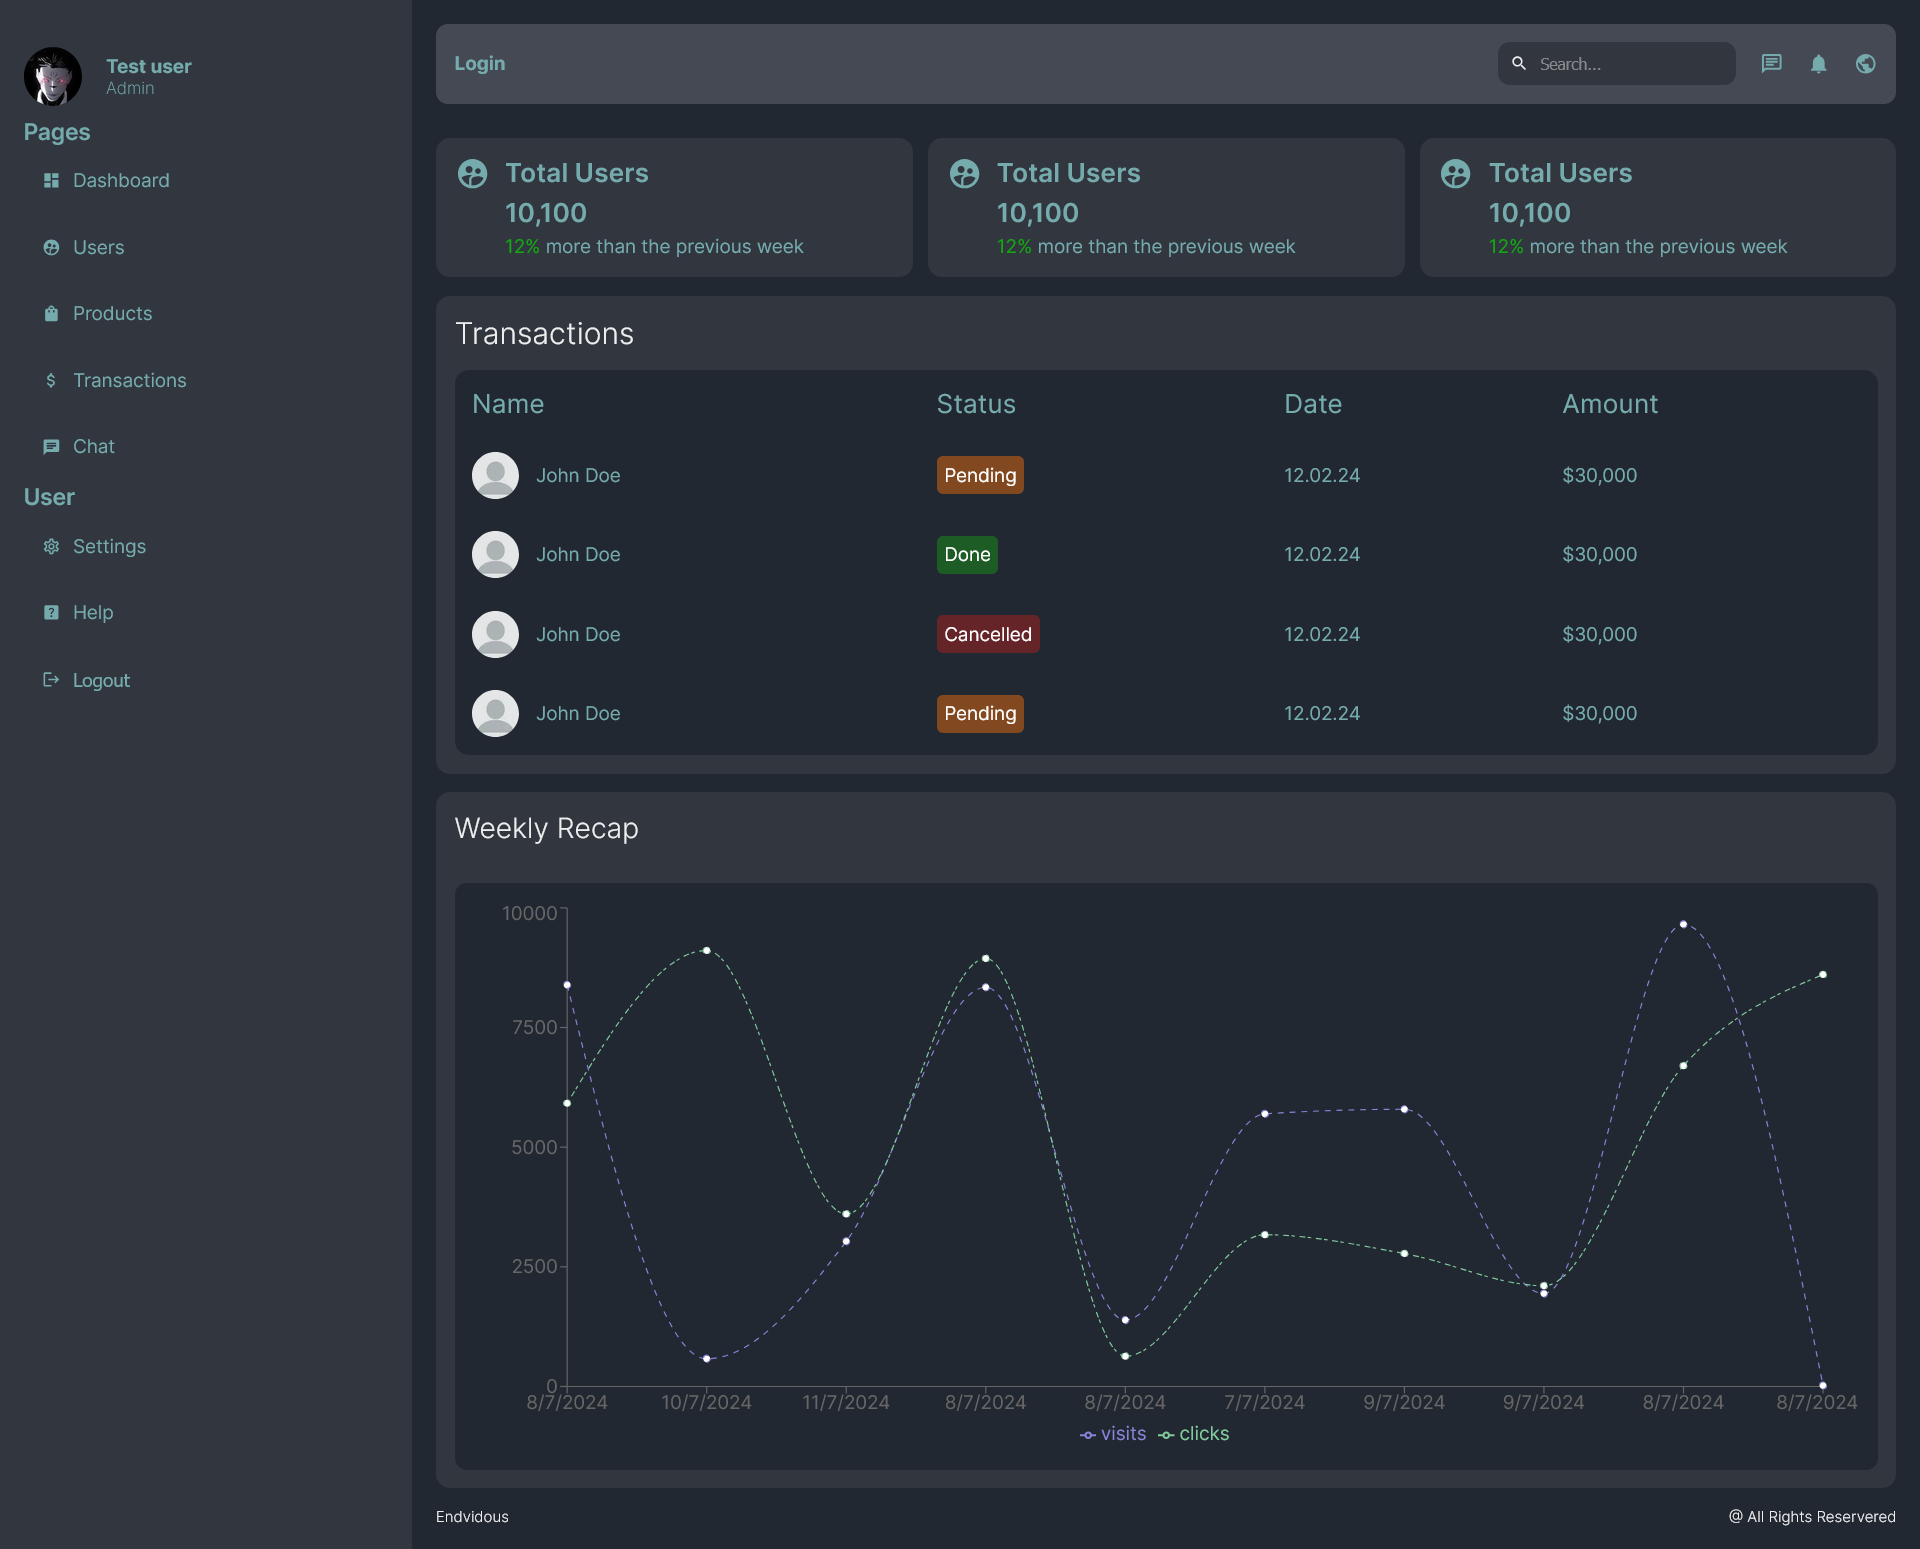 Test user
Admin
Pages
Dashboard
Users
Products
Transactions
Chat
User
Settings
Help
Logout
Login
Search...
Total Users
10,100
12% more than the previous week
Total Users
10,100
12% more than the previous week
Total Users
10,100
12% more than the previous week
Transactions
Name Status Date Amount
John Doe Pending 12.02.24 $30,000
John Doe Done 12.02.24 $30,000
John Doe Cancelled 12.02.24 $30,000
John Doe Pending 12.02.24 $30,000
Weekly Recap
10000
7500
5000
2500
0
8/7/2024 10/7/2024 11/7/2024 8/7/2024 8/7/2024 7/7/2024 9/7/2024 9/7/2024 8/7/2024 8/7/2024
visits clicks
Endvidous
@ All Rights Reservered